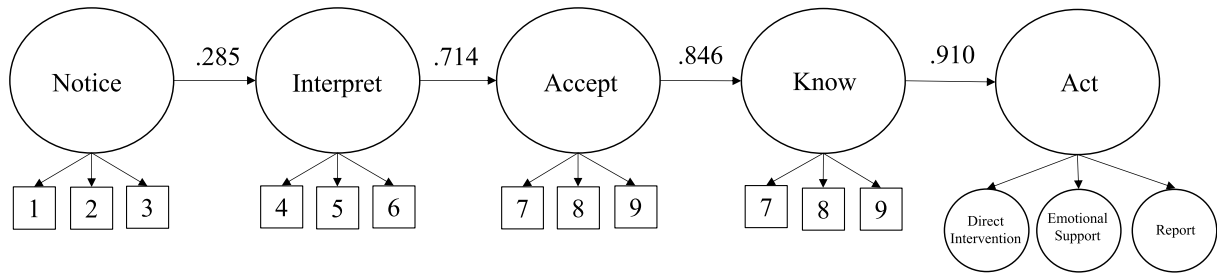 .285
.714
.846
.910
Notice
Interpret
Accept
Know
Act
1
2
3
4
5
6
7
8
9
7
8
9
Direct
Intervention
Emotional
Support
Report